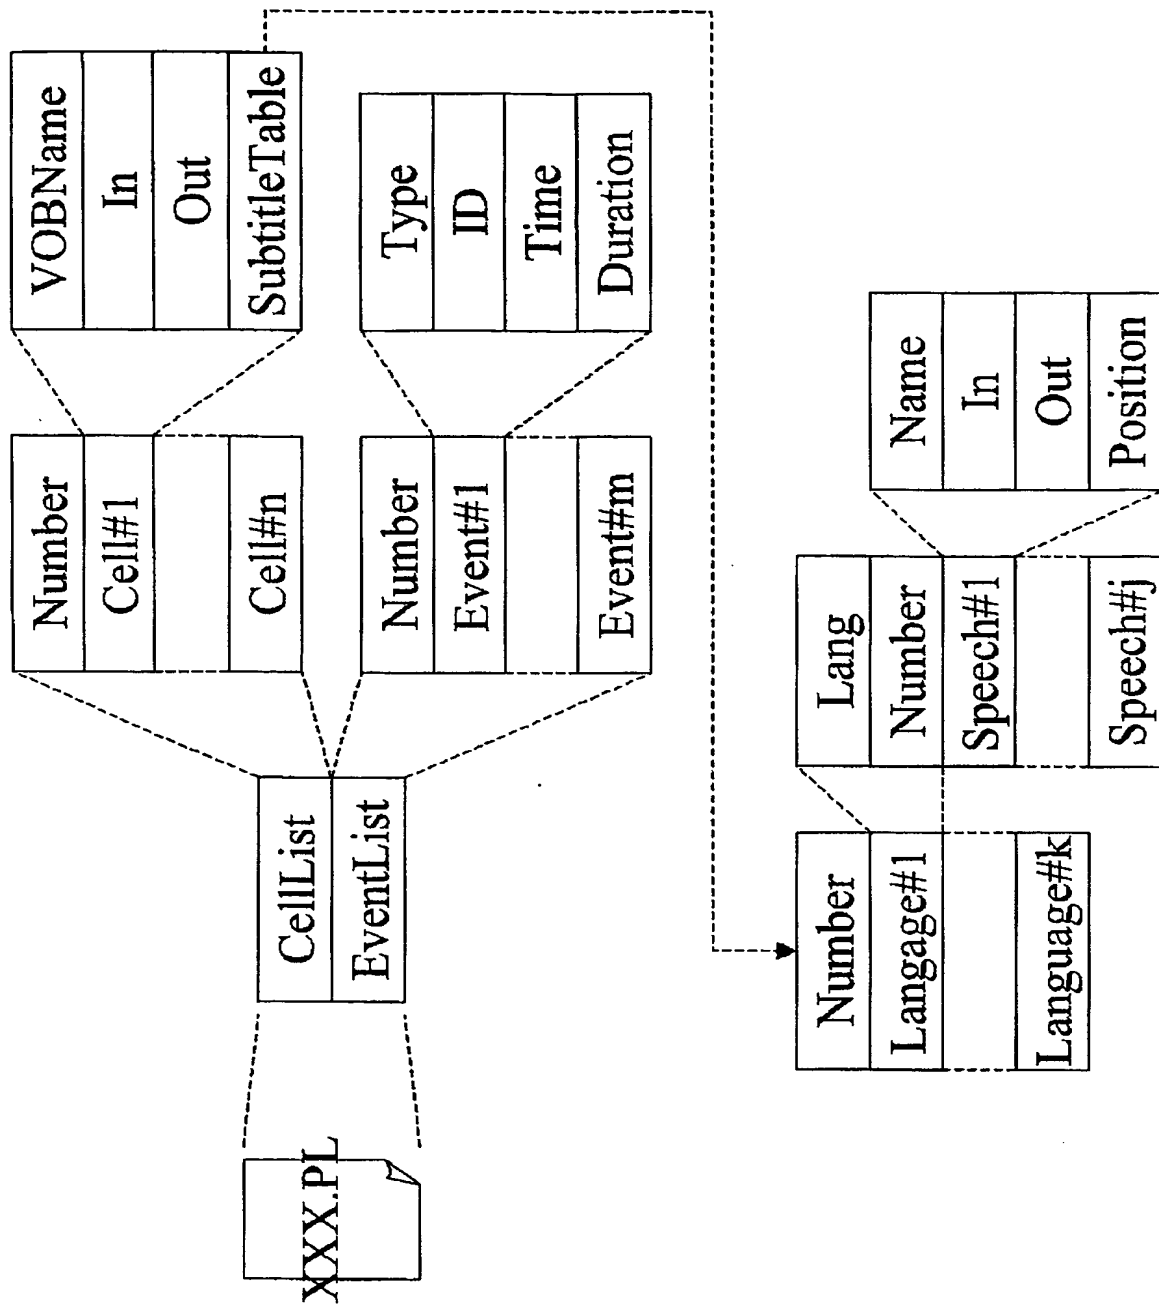 XXX.PL
CellList
EventList
Number
Cell#1
Cell#n
VOBName
In
Out
SubtitleTable
Number
Event#1
Event#m
Type
ID
Time
Duration
Number
Langage#1
Language#k
Lang
Number
Speech#1
Speech#j
Name
In
Out
Position